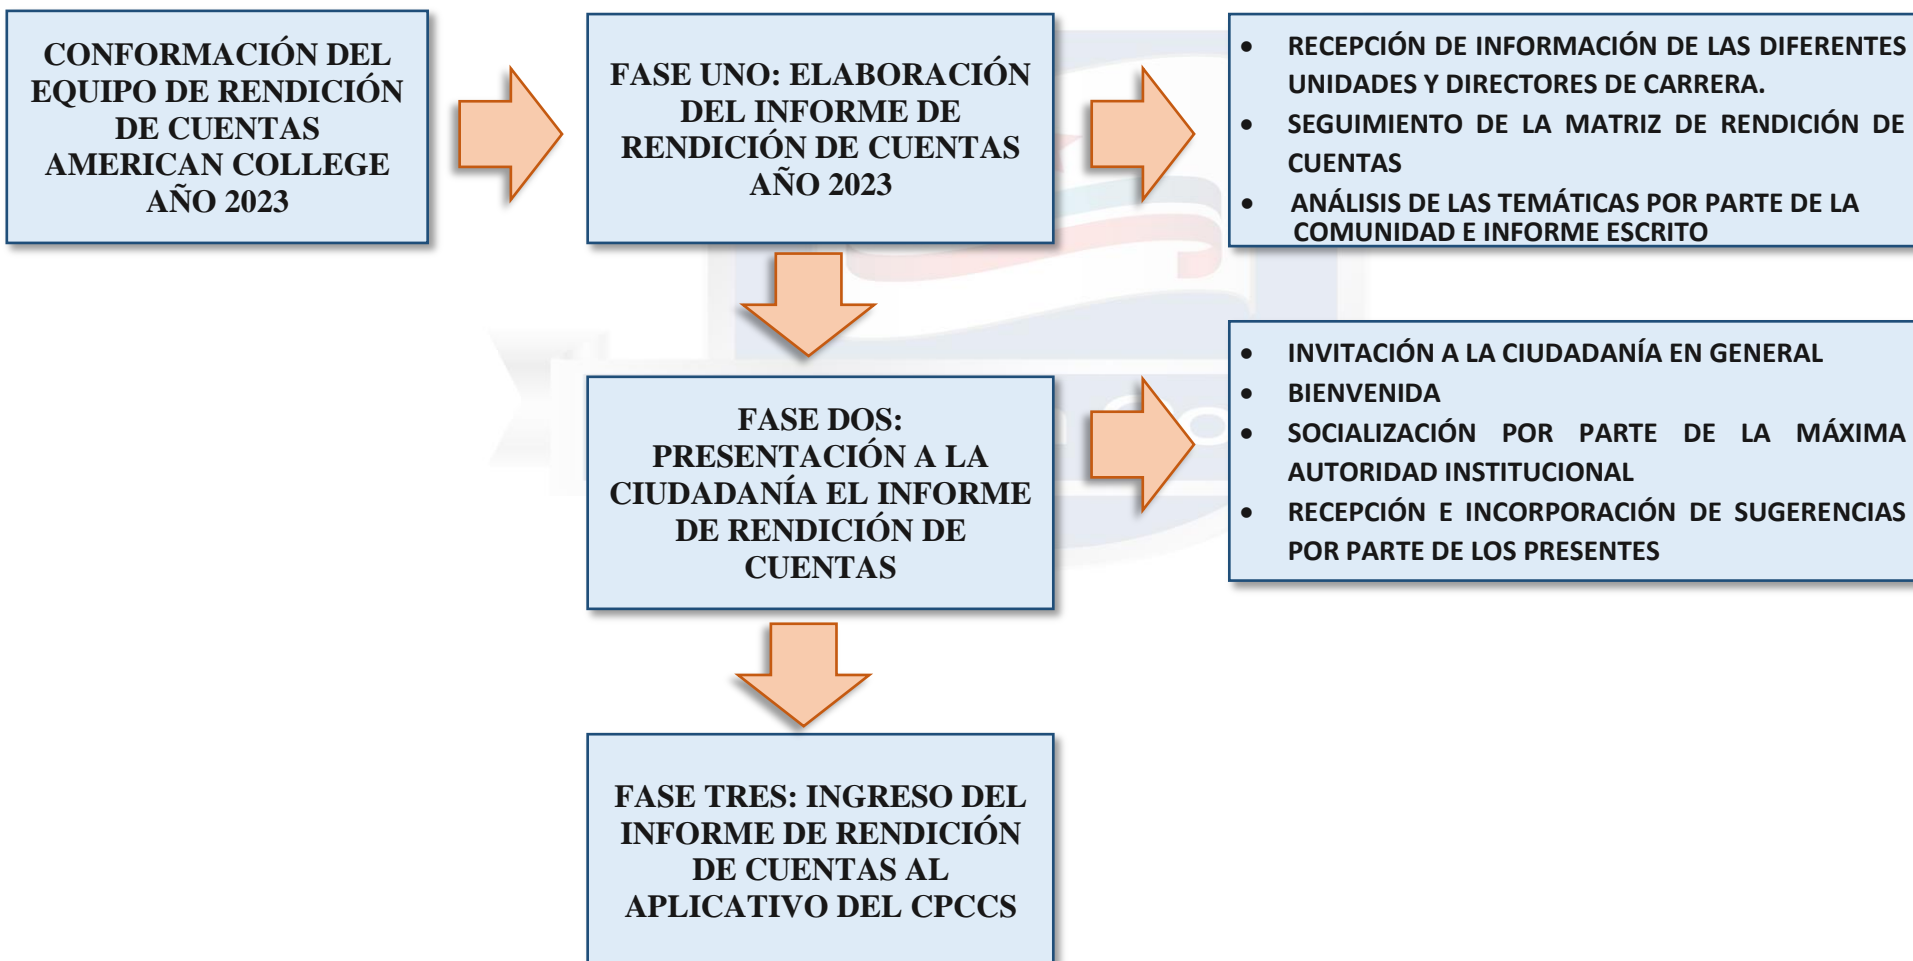 CONFORMACIÓN DEL
EQUIPO DE RENDICIÓN
DE CUENTAS
AMERICAN COLLEGE
AÑO 2023
FASE UNO: ELABORACIÓN
DEL INFORME DE
RENDICIÓN DE CUENTAS
AÑO 2023
• RECEPCIÓN DE INFORMACIÓN DE LAS DIFERENTES
UNIDADES Y DIRECTORES DE CARRERA.
• SEGUIMIENTO DE LA MATRIZ DE RENDICIÓN DE
CUENTAS
• ANÁLISIS DE LAS TEMÁTICAS POR PARTE DE LA
COMUNIDAD E INFORME ESCRITO
FASE DOS:
PRESENTACIÓN A LA
CIUDADANÍA EL INFORME
DE RENDICIÓN DE
CUENTAS
• INVITACIÓN A LA CIUDADANÍA EN GENERAL
• BIENVENIDA
• SOCIALIZACIÓN POR PARTE DE LA MÁXIMA
AUTORIDAD INSTITUCIONAL
• RECEPCIÓN E INCORPORACIÓN DE SUGERENCIAS
POR PARTE DE LOS PRESENTES
FASE TRES: INGRESO DEL
INFORME DE RENDICIÓN
DE CUENTAS AL
APLICATIVO DEL CPCCS